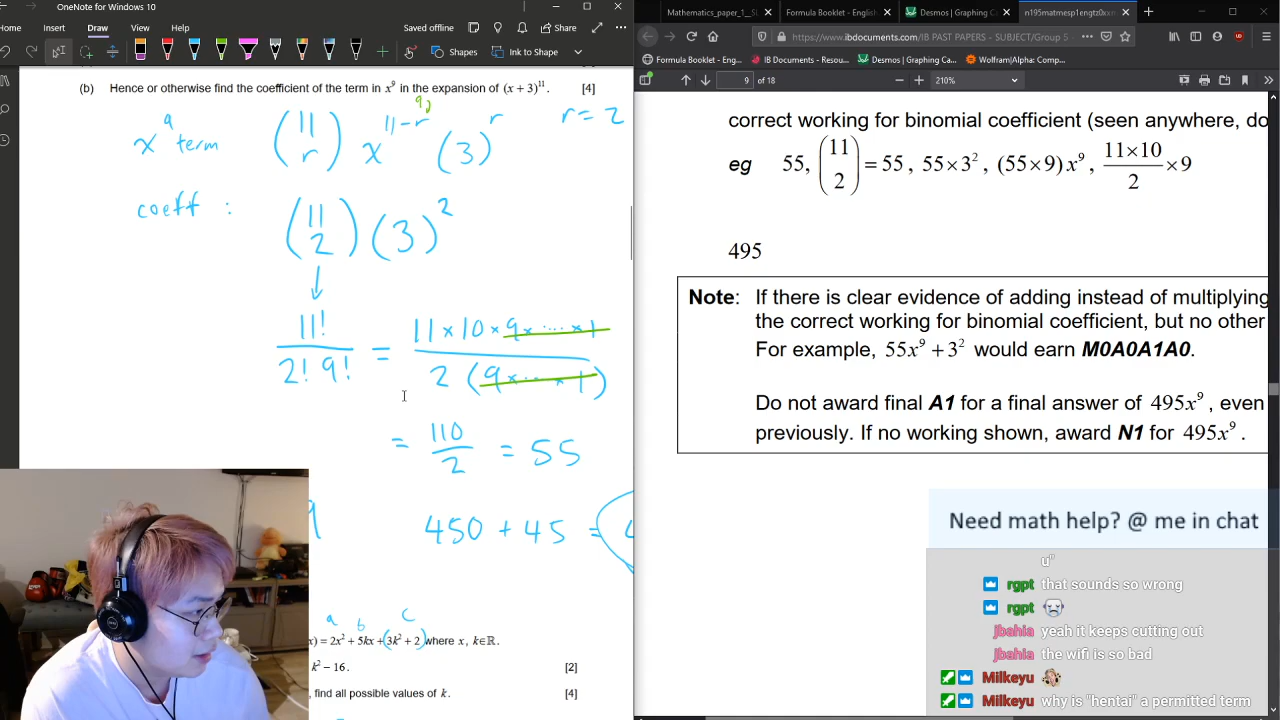 OneNote for Windows 10
Home Insert Draw View Saved offline Share
Shapes Ink to Shape
(b) Hence or otherwise find the coefficient of the term in x⁹ in the expansion of (x + 3)¹¹. [4]
x⁹ term (11 r) x^(11-r) (3)^r r = 2
9
coeff : (11 2) (3)²
11! / 2! 9! = 11 × 10 × 9 × ... × 1 / 2 (9 × ... × 1)
= 110 / 2 = 55
450 + 45 =
a b c
x) = 2x² + 5kx + (3k² + 2) where x, k∈ℝ.
k² − 16. [2]
, find all possible values of k. [4]
Mathematics_paper_1__SL Formula Booklet - English Desmos | Graphing Ca n195matmesp1engtz0xxm
https://www.ibdocuments.com/IB PAST PAPERS - SUBJECT/Group 5
Formula Booklet - Eng... IB Documents - Resou... Desmos | Graphing Ca... Wolfram|Alpha: Comp...
9 of 18 210%
correct working for binomial coefficient (seen anywhere, do
eg 55, (11 2) = 55, 55×3², (55×9)x⁹, 11×10 / 2 ×9
495
Note: If there is clear evidence of adding instead of multiplying
the correct working for binomial coefficient, but no other
For example, 55x⁹ + 3² would earn M0A0A1A0.
Do not award final A1 for a final answer of 495x⁹, even
previously. If no working shown, award N1 for 495x⁹.
Need math help? @ me in chat
u"
rgpt that sounds so wrong
rgpt
jbahia yeah it keeps cutting out
jbahia the wifi is so bad
Milkeyu
Milkeyu why is "hentai" a permitted term